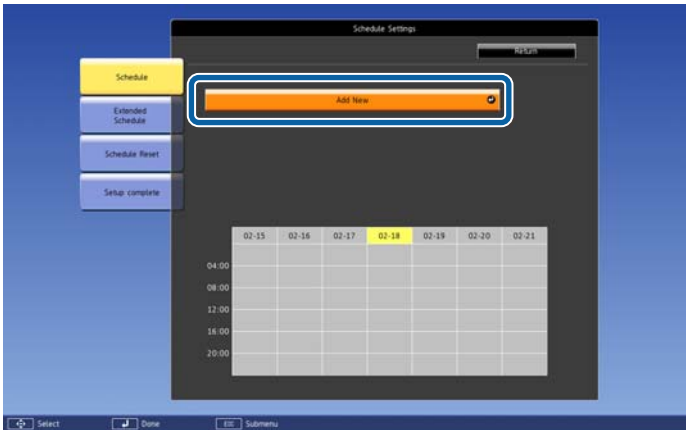 Schedule Settings
Return
Schedule
Add New
Extended
Schedule
Schedule Reset
Setup complete
02-15 02-16 02-17 02-18 02-19 02-20 02-21
04:00
08:00
12:00
16:00
20:00
Select Done ESC Submenu